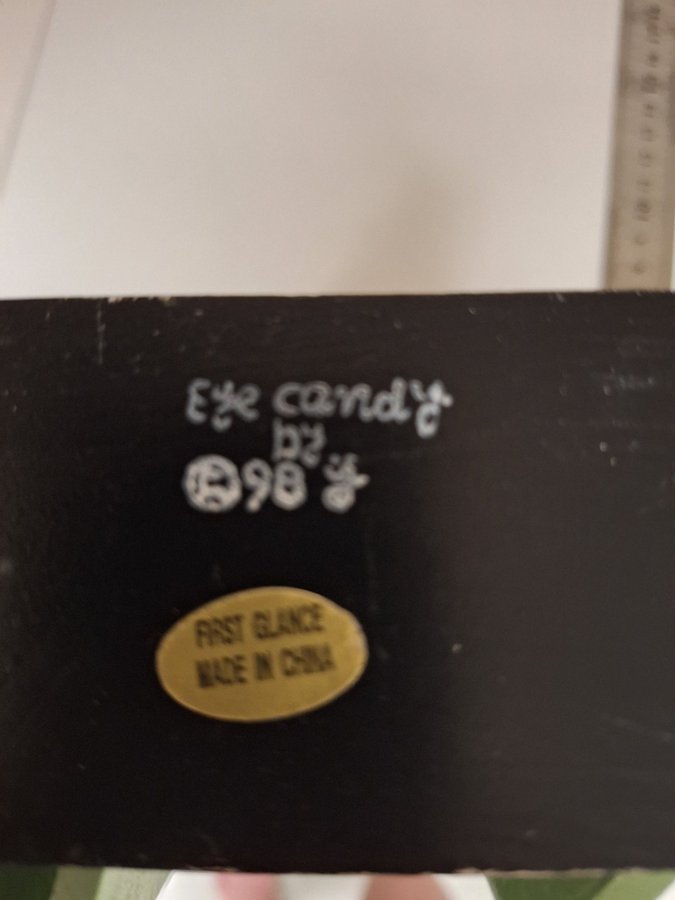 Eye candy
by
©98 y
FIRST GLANCE
MADE IN CHINA